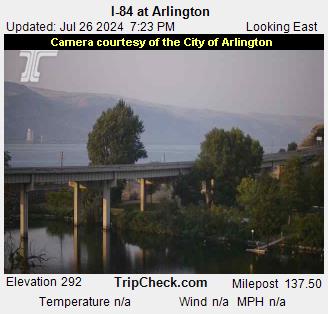 I-84 at Arlington
Updated: Jul 26 2024 7:23 PM Looking East
Camera courtesy of the City of Arlington
Elevation 292 TripCheck.com Milepost 137.50
Temperature n/a Wind n/a MPH n/a